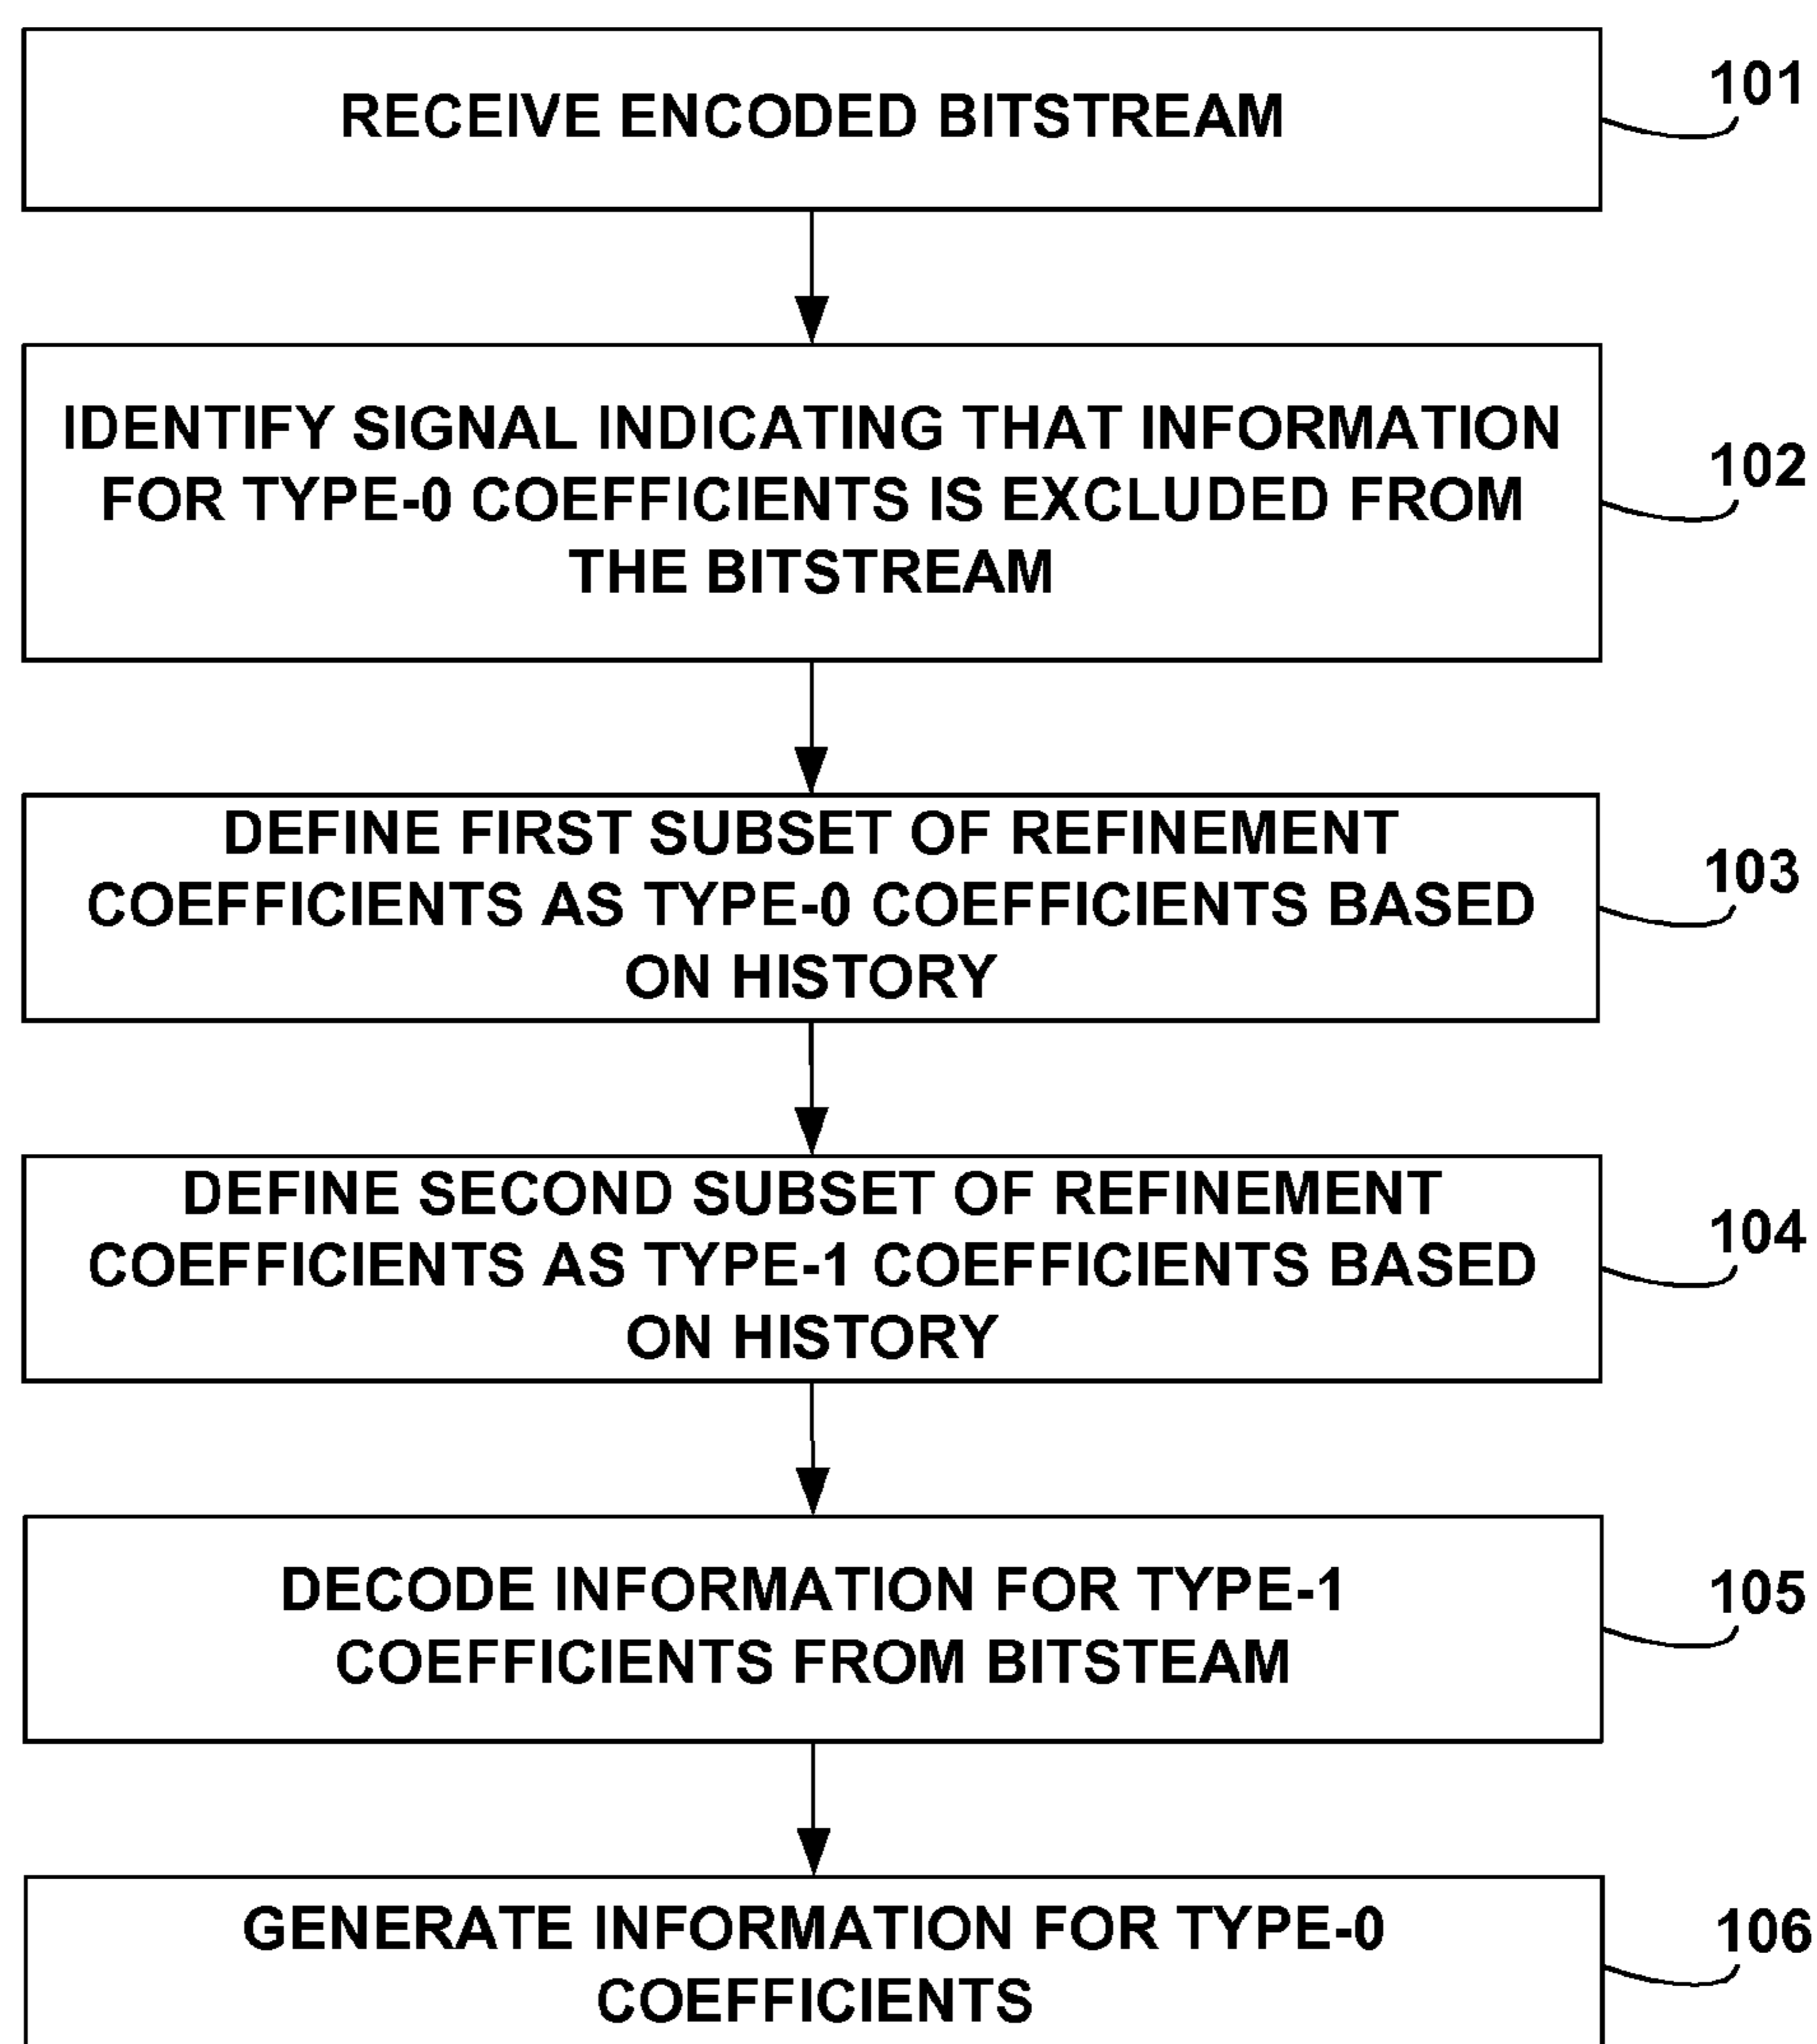 RECEIVE ENCODED BITSTREAM
101
IDENTIFY SIGNAL INDICATING THAT INFORMATION
FOR TYPE-0 COEFFICIENTS IS EXCLUDED FROM
THE BITSTREAM
102
DEFINE FIRST SUBSET OF REFINEMENT
COEFFICIENTS AS TYPE-0 COEFFICIENTS BASED
ON HISTORY
103
DEFINE SECOND SUBSET OF REFINEMENT
COEFFICIENTS AS TYPE-1 COEFFICIENTS BASED
ON HISTORY
104
DECODE INFORMATION FOR TYPE-1
COEFFICIENTS FROM BITSTEAM
105
GENERATE INFORMATION FOR TYPE-0
COEFFICIENTS
106